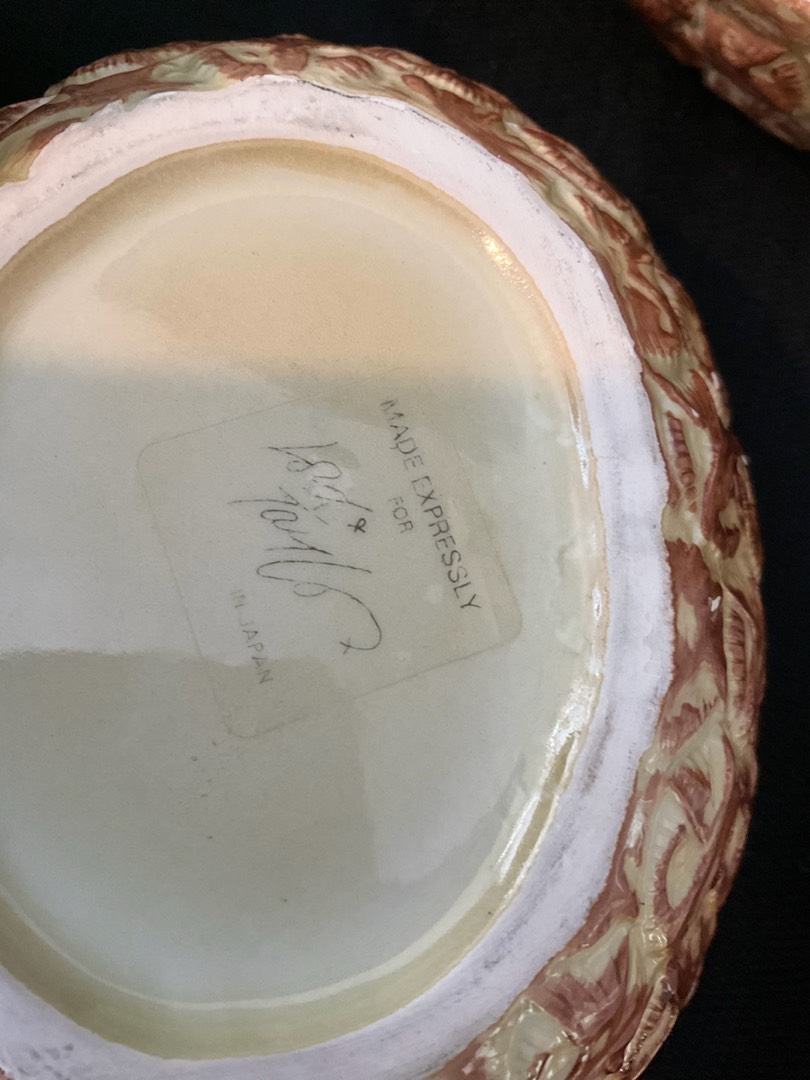 MADE EXPRESSLY
FOR
Lord & Taylor
IN JAPAN